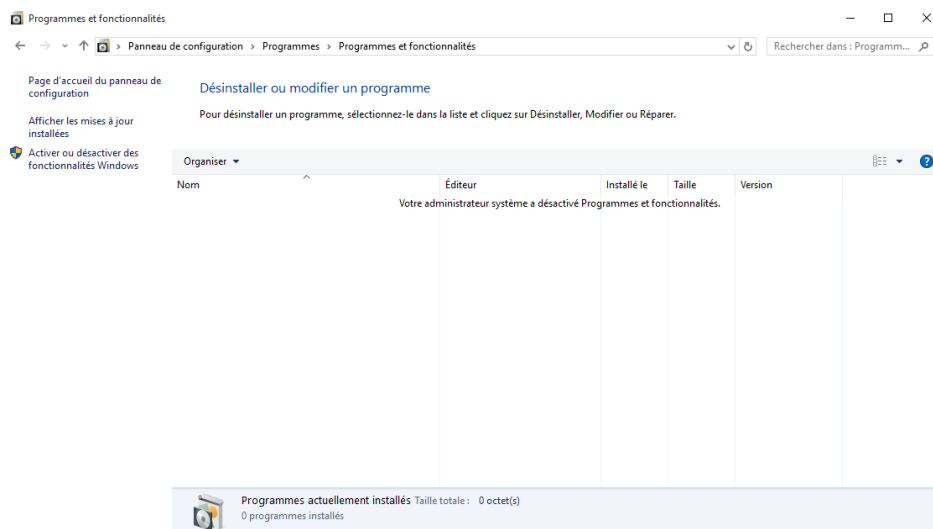 Programmes et fonctionnalités
Panneau de configuration > Programmes > Programmes et fonctionnalités
Rechercher dans : Programm...
Page d'accueil du panneau de
configuration
Afficher les mises à jour
installées
Activer ou désactiver des
fonctionnalités Windows
Désinstaller ou modifier un programme
Pour désinstaller un programme, sélectionnez-le dans la liste et cliquez sur Désinstaller, Modifier ou Réparer.
Organiser
Nom Éditeur Installé le Taille Version
Votre administrateur système a désactivé Programmes et fonctionnalités.
Programmes actuellement installés Taille totale : 0 octet(s)
0 programmes installés